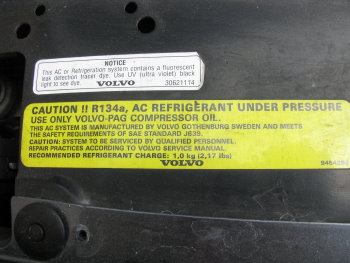 NOTICE
This AC or Refrigeration system contains a fluorescent
leak detection tracer dye. Use UV (ultra violet) black
light to see dye. VOLVO 30621114
CAUTION !! R134a, AC REFRIGERANT UNDER PRESSURE
USE ONLY VOLVO-PAG COMPRESSOR OIL.
THIS AC SYSTEM IS MANUFACTURED BY VOLVO GOTHENBURG SWEDEN AND MEETS
THE SAFETY REQUIREMENTS OF SAE STANDARD J639.
CAUTION: SYSTEM TO BE SERVICED BY QUALIFIED PERSONNEL.
REPAIR PRACTICES ACCORDING TO VOLVO SERVICE MANUAL.
RECOMMENDED REFRIGERANT CHARGE: 1,0 kg (2,17 lbs)
VOLVO